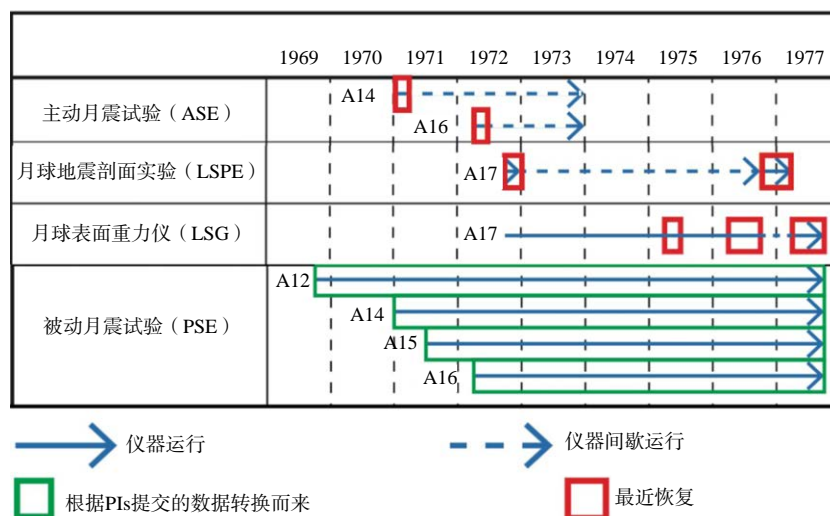 1969 1970 1971 1972 1973 1974 1975 1976 1977
主动月震试验（ASE）
A14
A16
月球地震剖面实验（LSPE）
A17
月球表面重力仪（LSG）
A17
被动月震试验（PSE）
A12
A14
A15
A16
仪器运行
仪器间歇运行
根据PIs提交的数据转换而来
最近恢复